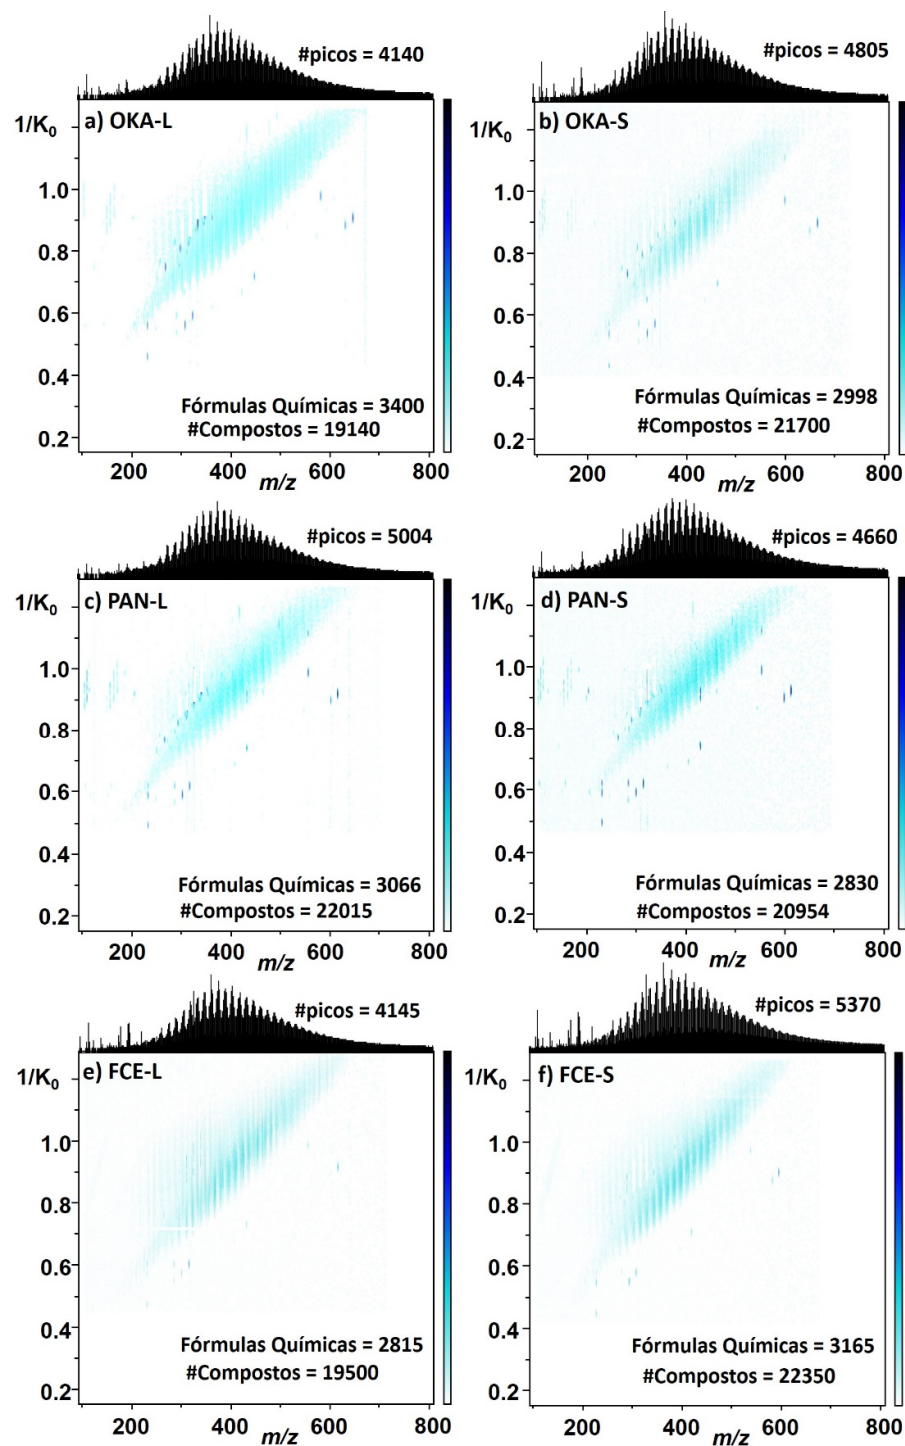 #picos = 4140
1/K₀
a) OKA-L
1.0
0.8
0.6
0.4
0.2
Fórmulas Químicas = 3400
#Compostos = 19140
200 400 600 800
m/z
#picos = 4805
1/K₀
b) OKA-S
1.0
0.8
0.6
0.4
0.2
Fórmulas Químicas = 2998
#Compostos = 21700
200 400 600 800
m/z
#picos = 5004
1/K₀
c) PAN-L
1.0
0.8
0.6
0.4
0.2
Fórmulas Químicas = 3066
#Compostos = 22015
200 400 600 800
m/z
#picos = 4660
1/K₀
d) PAN-S
1.0
0.8
0.6
0.4
0.2
Fórmulas Químicas = 2830
#Compostos = 20954
200 400 600 800
m/z
#picos = 4145
1/K₀
e) FCE-L
1.0
0.8
0.6
0.4
0.2
Fórmulas Químicas = 2815
#Compostos = 19500
200 400 600 800
m/z
#picos = 5370
1/K₀
f) FCE-S
1.0
0.8
0.6
0.4
0.2
Fórmulas Químicas = 3165
#Compostos = 22350
200 400 600 800
m/z